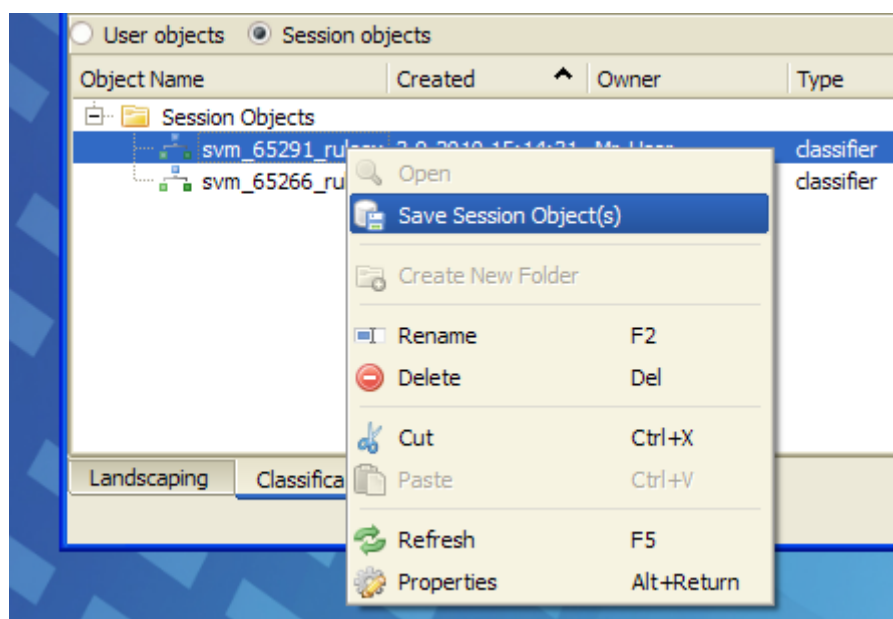 User objects Session objects
Object Name Created Owner Type
Session Objects
svm_65291_ classifier
svm_65266_ru classifier
Open
Save Session Object(s)
Create New Folder
Rename F2
Delete Del
Cut Ctrl+X
Landscaping Classifica Paste Ctrl+V
Refresh F5
Properties Alt+Return